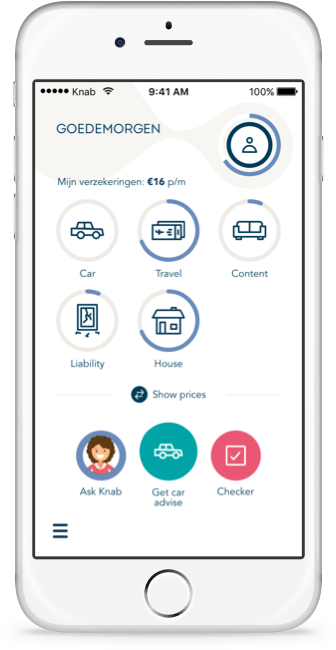 Knab 9:41 AM 100%
GOEDEMORGEN
Mijn verzekeringen: €16 p/m
Car Travel Content
Liability House
Show prices
Ask Knab Get car advise Checker